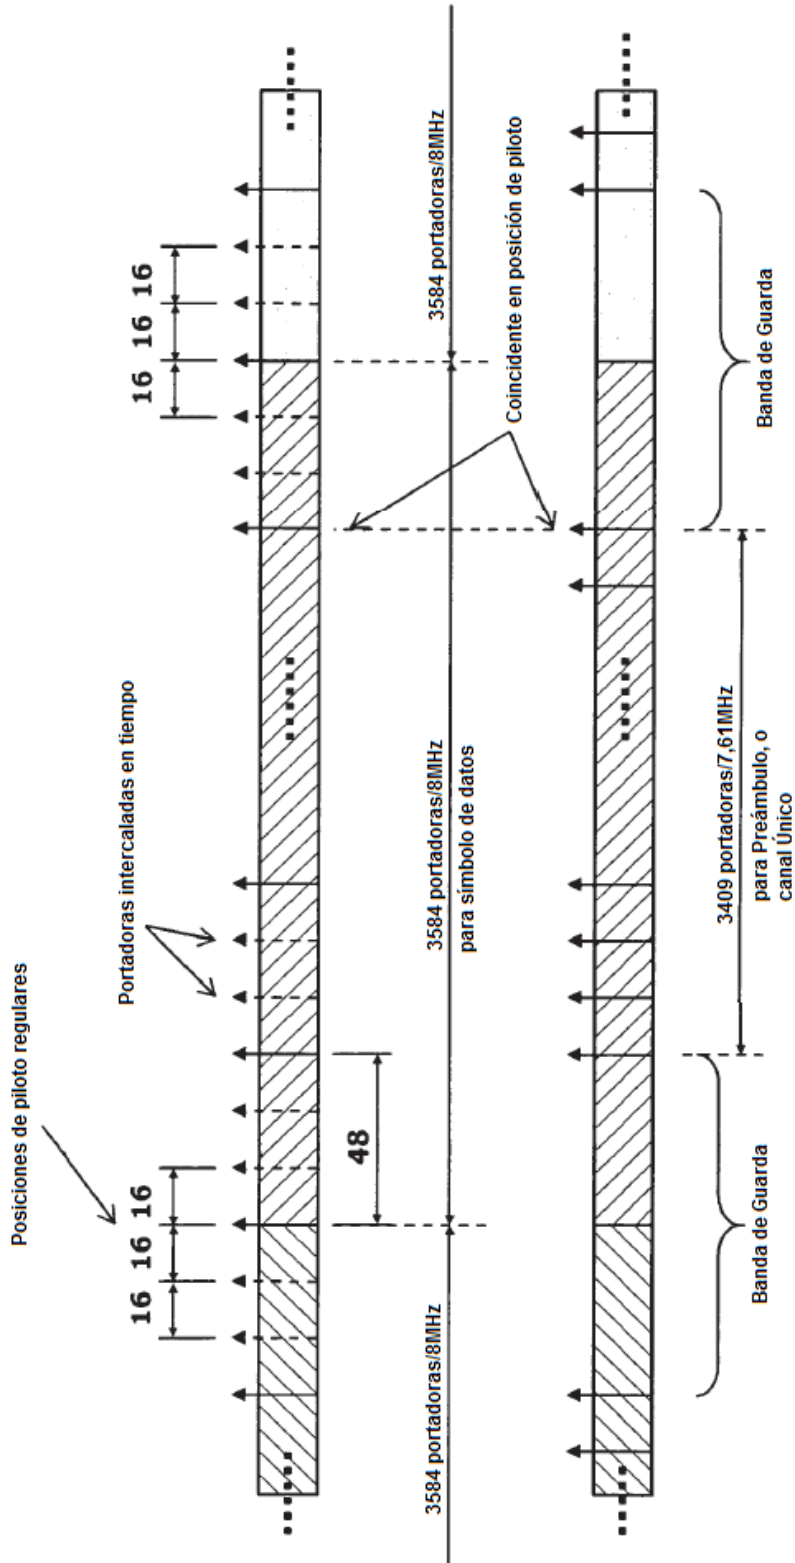 Posiciones de piloto regulares
Portadoras intercaladas en tiempo
16 16 16
16 16 16
48
3584 portadoras/8MHz
3584 portadoras/8MHz
para símbolo de datos
3584 portadoras/8MHz
Coincidente en posición de piloto
Banda de Guarda
3409 portadoras/7,61MHz
para Preámbulo, o
canal Único
Banda de Guarda